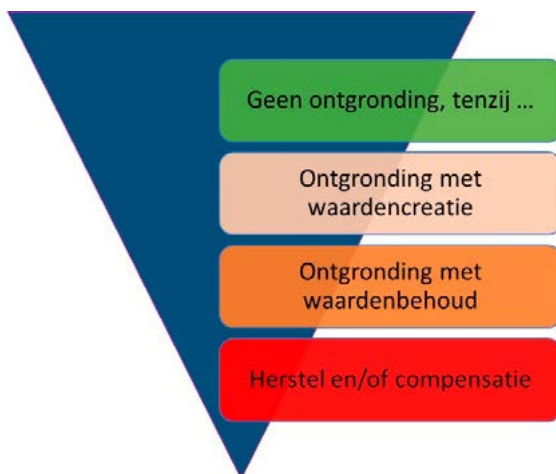 Geen ontgronding, tenzij ...
Ontgronding met
waardencreatie
Ontgronding met
waardenbehoud
Herstel en/of compensatie